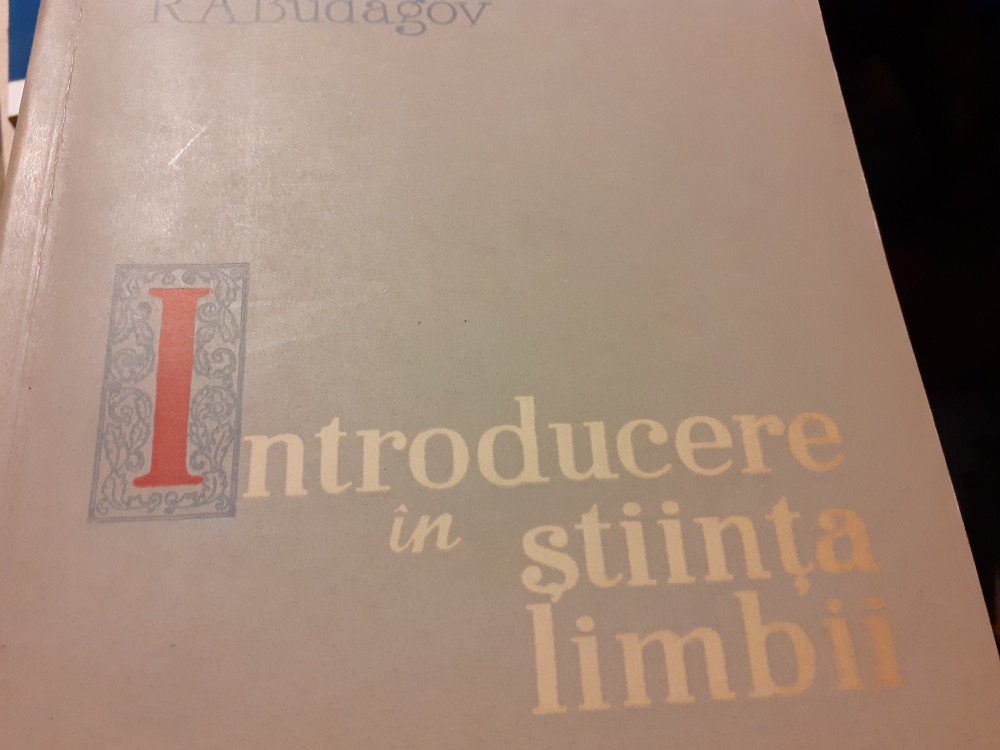 R A Budagov
Introducere
în
știința
limbii